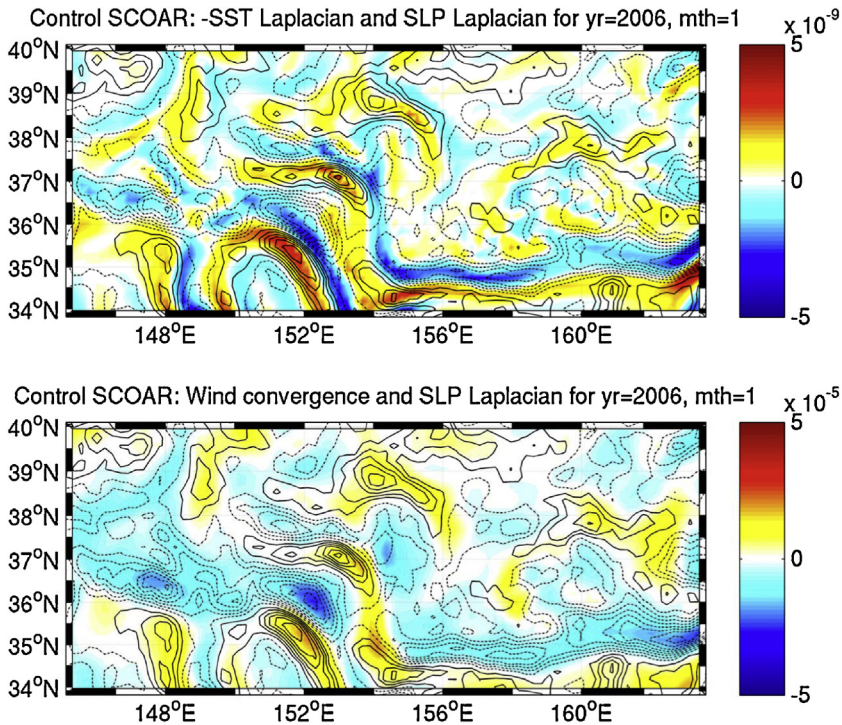 Control SCOAR: -SST Laplacian and SLP Laplacian for yr=2006, mth=1
x 10⁻⁹
40°N
39°N
38°N
37°N
36°N
35°N
34°N
148°E 152°E 156°E 160°E
5
0
-5
Control SCOAR: Wind convergence and SLP Laplacian for yr=2006, mth=1
x 10⁻⁵
40°N
39°N
38°N
37°N
36°N
35°N
34°N
148°E 152°E 156°E 160°E
5
0
-5